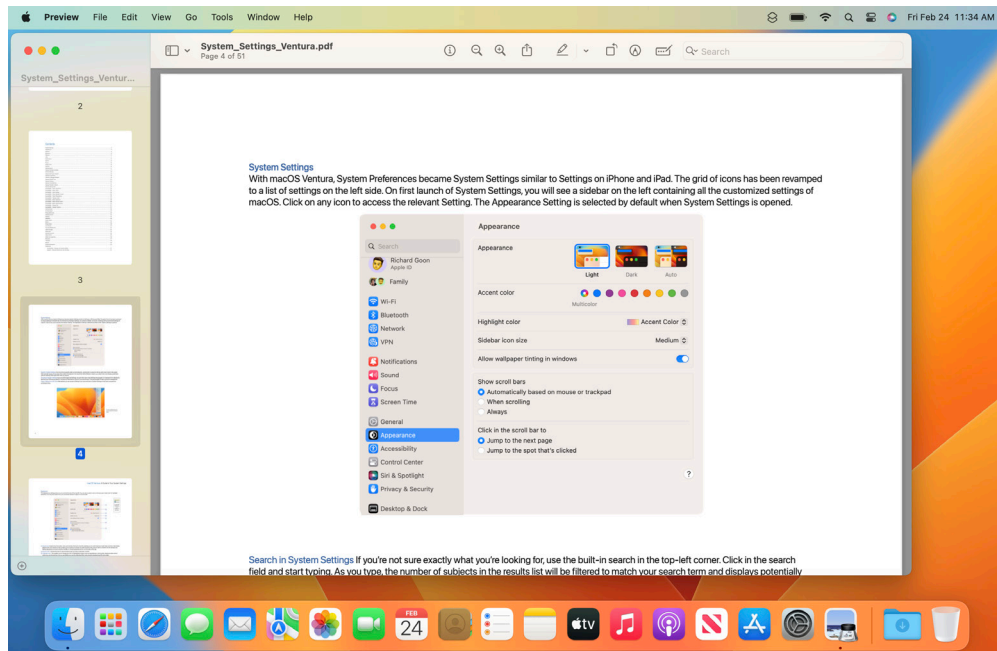 Preview File Edit View Go Tools Window Help
Fri Feb 24 11:34 AM
System_Settings_Ventura.pdf
Page 4 of 51
Search
System_Settings_Ventur...
2
3
4
System Settings
With macOS Ventura, System Preferences became System Settings similar to Settings on iPhone and iPad. The grid of icons has been revamped
to a list of settings on the left side. On first launch of System Settings, you will see a sidebar on the left containing all the customized settings of
macOS. Click on any icon to access the relevant Setting. The Appearance Setting is selected by default when System Settings is opened.
Search
Richard Goon
Apple ID
Family
Wi-Fi
Bluetooth
Network
VPN
Notifications
Sound
Focus
Screen Time
General
Appearance
Accessibility
Control Center
Siri & Spotlight
Privacy & Security
Desktop & Dock
Appearance
Appearance
Light Dark Auto
Accent color
Multicolor
Highlight color Accent Color
Sidebar icon size Medium
Allow wallpaper tinting in windows
Show scroll bars
Automatically based on mouse or trackpad
When scrolling
Always
Click in the scroll bar to
Jump to the next page
Jump to the spot that's clicked
?
Search in System Settings If you're not sure exactly what you're looking for, use the built-in search in the top-left corner. Click in the search
field and start typing. As you type, the number of subjects in the results list will be filtered to match your search term and displays potentially
FEB
24
tv